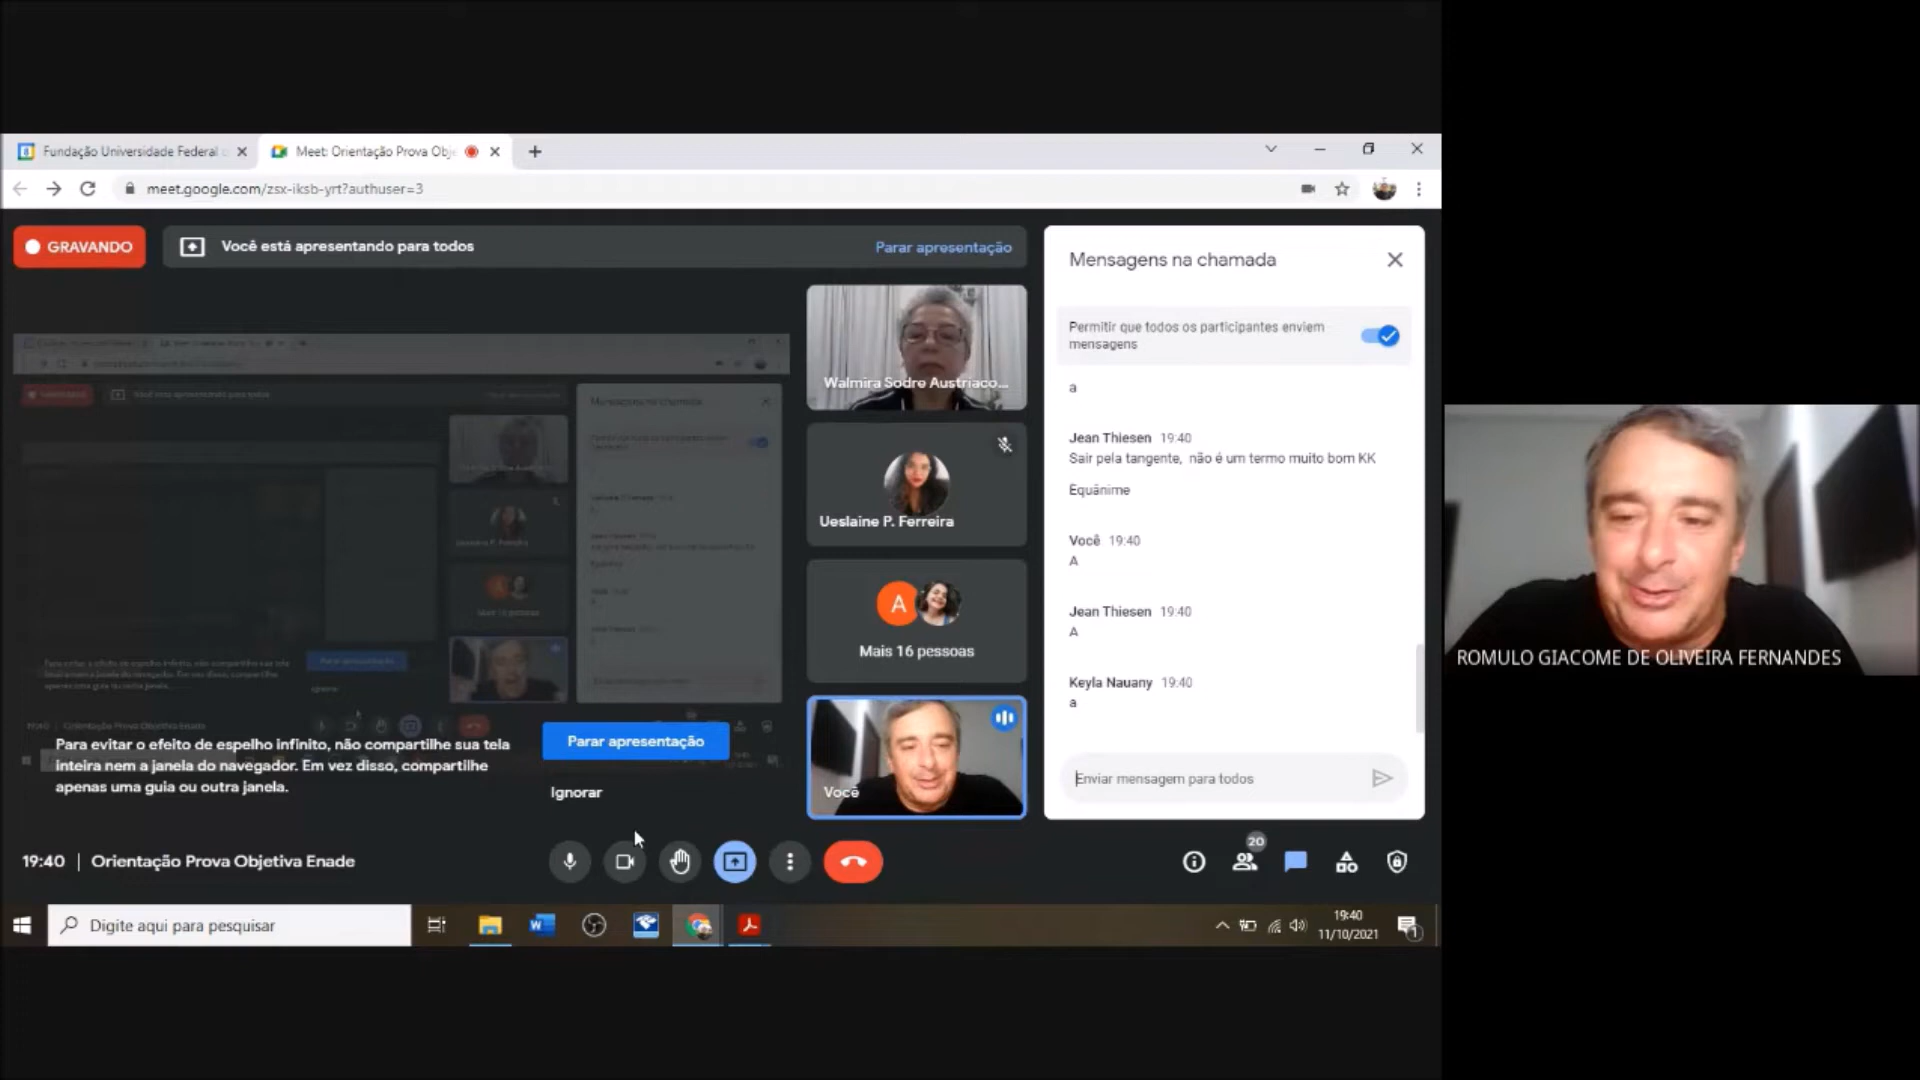 Fundação Universidade Federal
Meet: Orientação Prova Obj
meet.google.com/zsx-iksb-yrt?authuser=3
GRAVANDO
Você está apresentando para todos
Parar apresentação
Walmira Sodre Austriaco...
Ueslaine P. Ferreira
A
Mais 16 pessoas
Você
Para evitar o efeito de espelho infinito, não compartilhe sua tela
inteira nem a janela do navegador. Em vez disso, compartilhe
apenas uma guia ou outra janela.
Parar apresentação
Ignorar
Mensagens na chamada
Permitir que todos os participantes enviem
mensagens
a
Jean Thiesen 19:40
Sair pela tangente, não é um termo muito bom KK
Equânime
Você 19:40
A
Jean Thiesen 19:40
A
Keyla Nauany 19:40
a
Enviar mensagem para todos
19:40 | Orientação Prova Objetiva Enade
20
Digite aqui para pesquisar
19:40
11/10/2021
1
ROMULO GIACOME DE OLIVEIRA FERNANDES